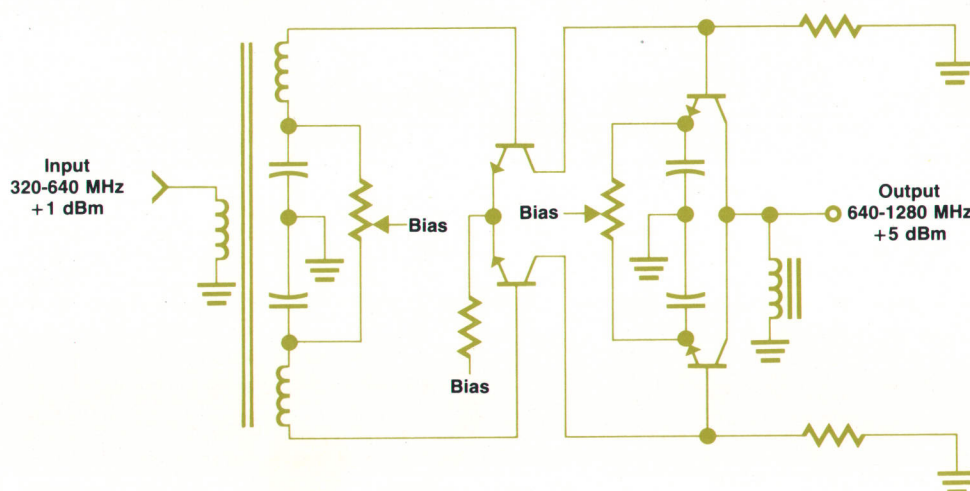 Input
320-640 MHz
+1 dBm
Bias
Bias
Bias
Output
640-1280 MHz
+5 dBm